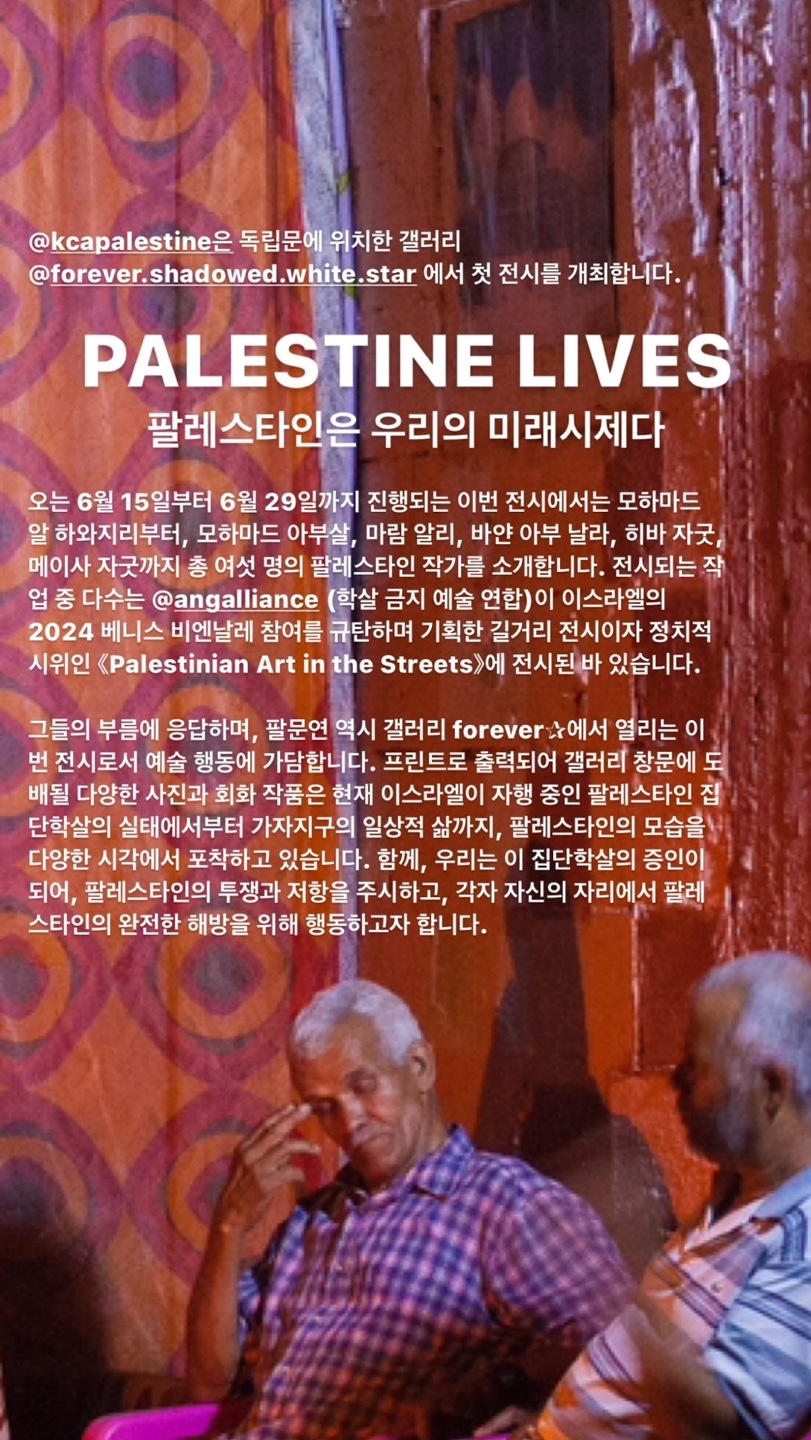 @kcapalestine은 독립문에 위치한 갤러리
@forever.shadowed.white.star 에서 첫 전시를 개최합니다.
PALESTINE LIVES
팔레스타인은 우리의 미래시제다
오는 6월 15일부터 6월 29일까지 진행되는 이번 전시에서는 모하마드
알 하와지리부터, 모하마드 아부살, 마람 알리, 바얀 아부 날라, 히바 자굿,
메이사 자굿까지 총 여섯 명의 팔레스타인 작가를 소개합니다. 전시되는 작
업 중 다수는 @angalliance (학살 금지 예술 연합)이 이스라엘의
2024 베니스 비엔날레 참여를 규탄하며 기획한 길거리 전시이자 정치적
시위인 《Palestinian Art in the Streets》에 전시된 바 있습니다.
그들의 부름에 응답하며, 팔문연 역시 갤러리 forever✰에서 열리는 이
번 전시로서 예술 행동에 가담합니다. 프린트로 출력되어 갤러리 창문에 도
배될 다양한 사진과 회화 작품은 현재 이스라엘이 자행 중인 팔레스타인 집
단학살의 실태에서부터 가자지구의 일상적 삶까지, 팔레스타인의 모습을
다양한 시각에서 포착하고 있습니다. 함께, 우리는 이 집단학살의 증인이
되어, 팔레스타인의 투쟁과 저항을 주시하고, 각자 자신의 자리에서 팔레
스타인의 완전한 해방을 위해 행동하고자 합니다.